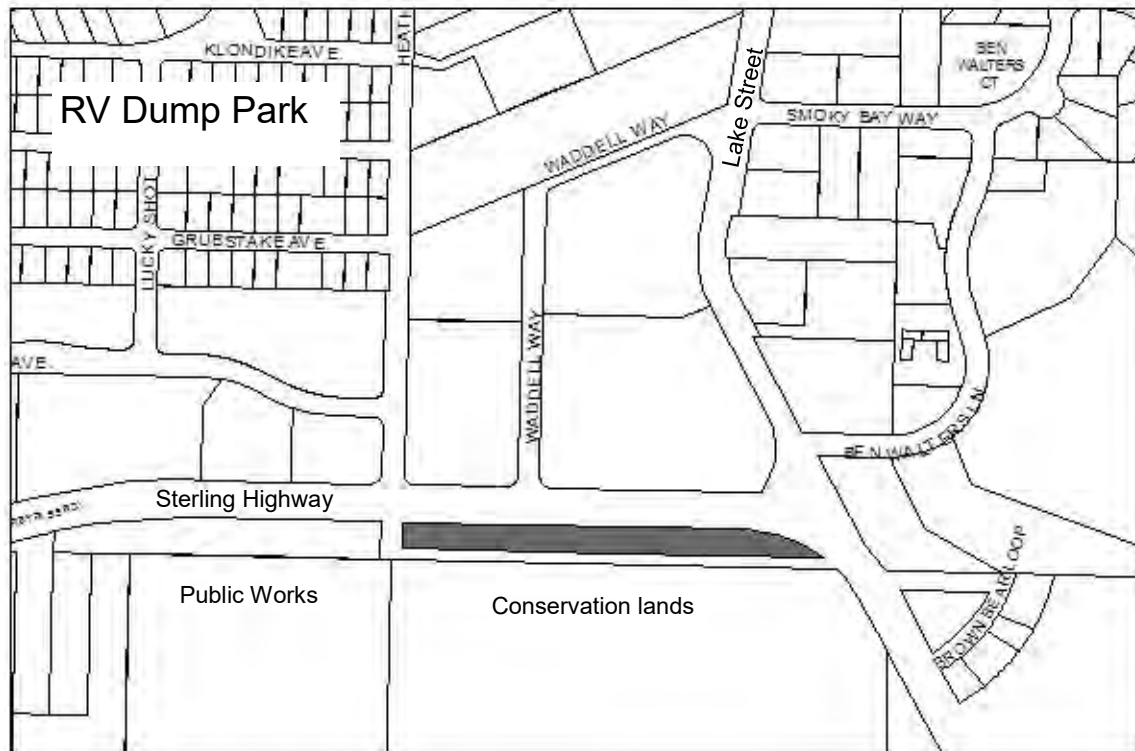 KLONDIKE AVE.
HEATH
RV Dump Park
WADDELL WAY
Lake Street
SMOKY BAY WAY
BEN
WALTERS
CT
LUCKY SHOT
GRUBSTAKE AVE.
WADDELL WAY
AVE.
BEN WALTERS LN
Sterling Highway
Public Works
Conservation lands
BROWN BEAR LOOP